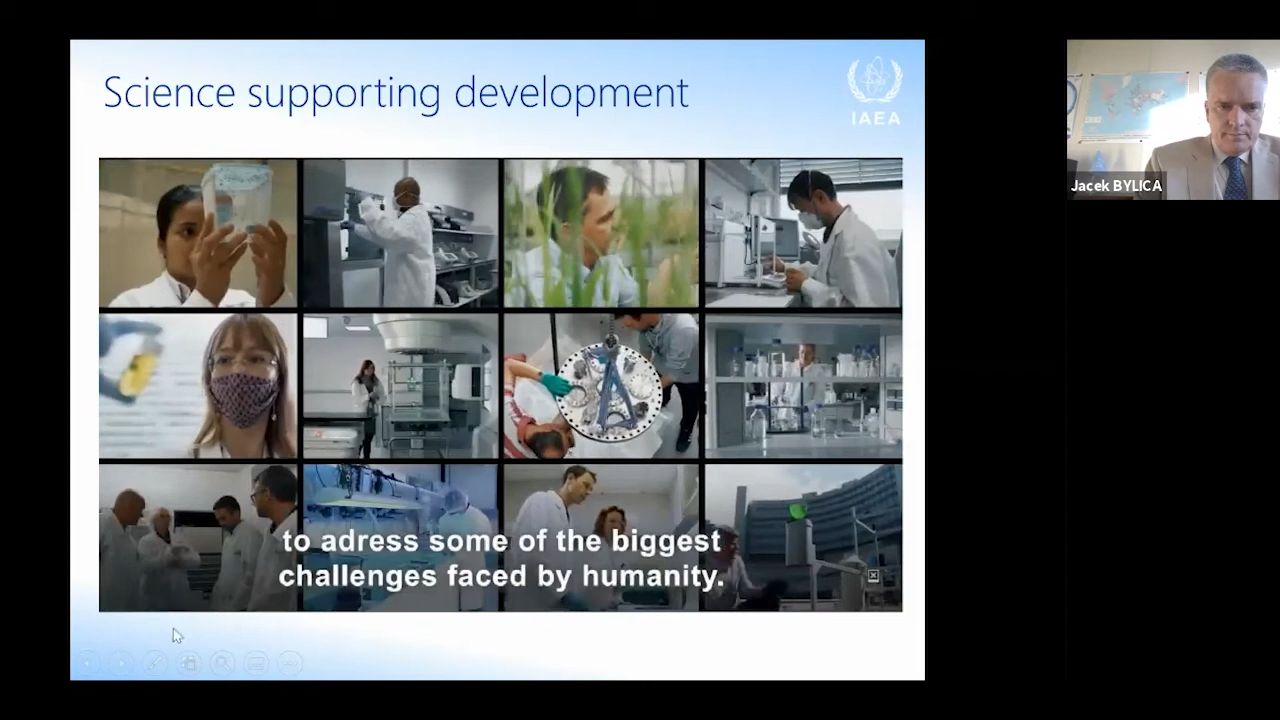 Science supporting development
IAEA
Jacek BYLICA
to adress some of the biggest
challenges faced by humanity.